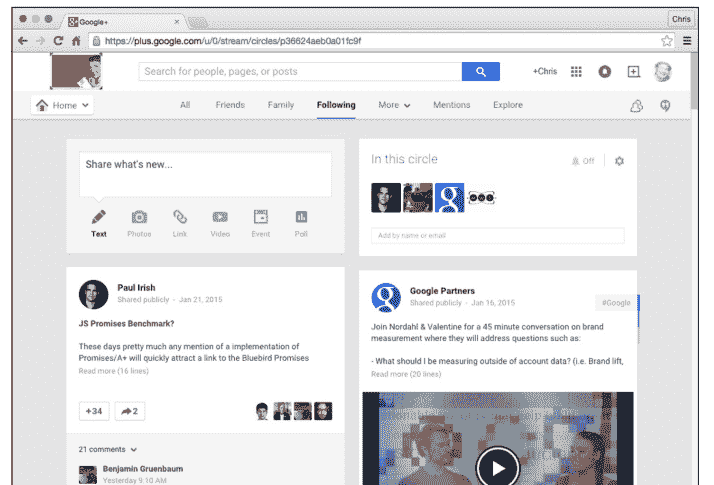 Google+
Chris
https://plus.google.com/u/0/stream/circles/p36624aeb0a01fc9f
Search for people, pages, or posts
+Chris
Home
All Friends Family Following More Mentions Explore
Share what's new...
Text Photos Link Video Event Poll
In this circle
Off
g
Add by name or email
Paul Irish
Shared publicly - Jan 21, 2015
JS Promises Benchmark?
These days pretty much any mention of a implementation of
Promises/A+ will quickly attract a link to the Bluebird Promises
Read more (16 lines)
+34
2
21 comments
Benjamin Gruenbaum
Yesterday 9:10 AM
g
Google Partners
Shared publicly - Jan 16, 2015
#Google
Join Nordahl & Valentine for a 45 minute conversation on brand
measurement where they will address questions such as:
- What should I be measuring outside of account data? (i.e. Brand lift,
Read more (20 lines)